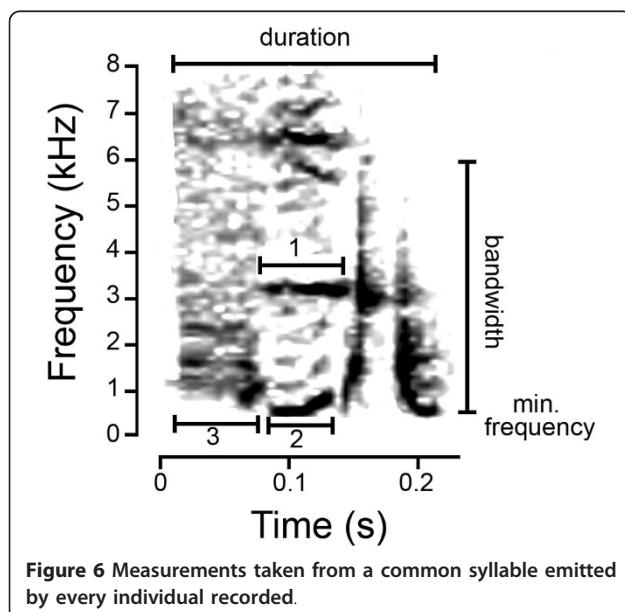 duration
Frequency (kHz)
8
7
6
5
4
3
2
1
0
1
bandwidth
min.
frequency
3
2
0
0.1
0.2
Time (s)
Figure 6 Measurements taken from a common syllable emitted
by every individual recorded.